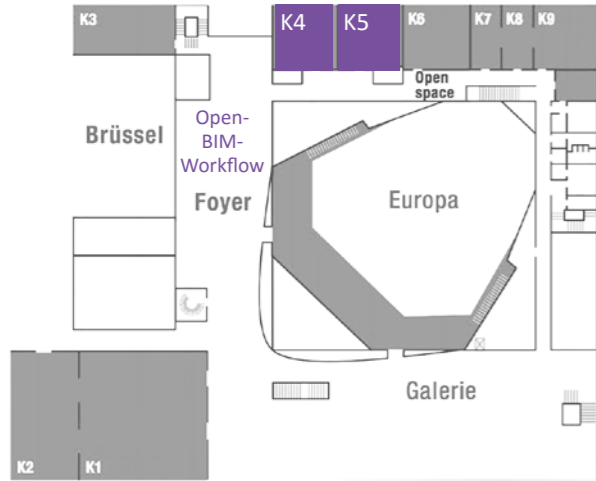 K3
K4
K5
K6
K7
K8
K9
Open
space
Open-
BIM-
Workflow
Brüssel
Foyer
Europa
Galerie
K2
K1